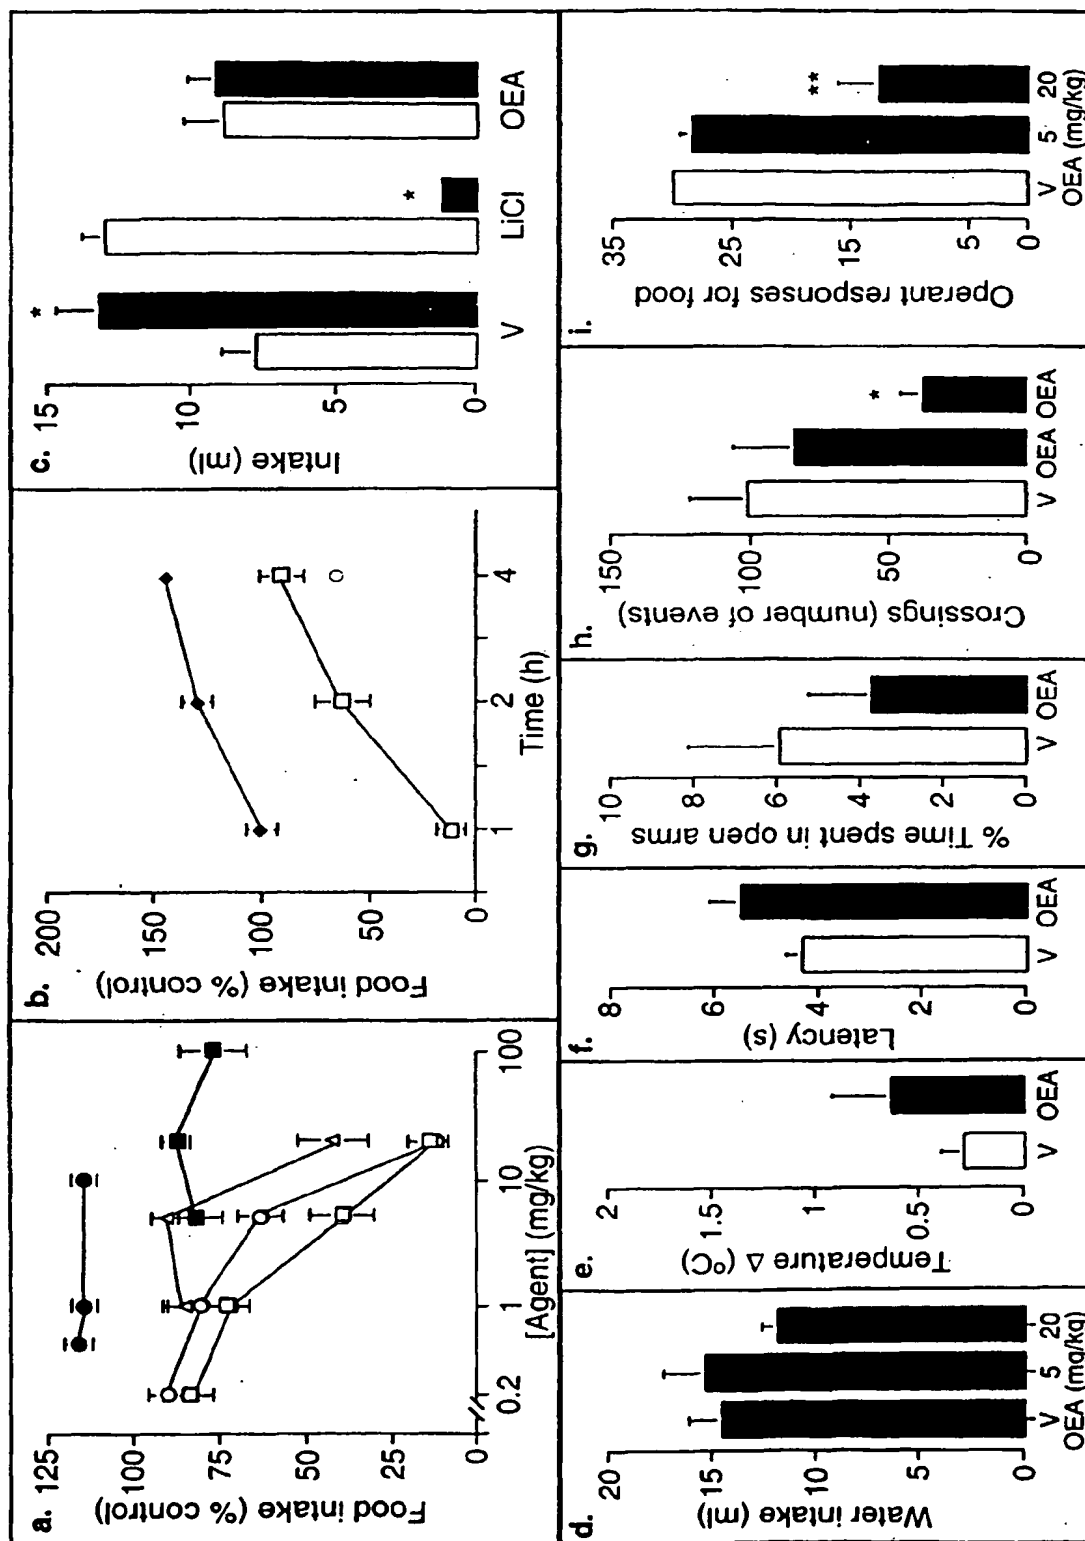 a.
Food intake (% control)
125
100
75
50
25
0.2
1
10
100
[Agent] (mg/kg)
b.
Food intake (% control)
200
150
100
50
0
1
2
4
Time (h)
c.
Intake (ml)
15
10
5
0
*
*
V
LiCl
OEA
d.
Water intake (ml)
20
15
10
5
0
V
5
20
OEA (mg/kg)
e.
Temperature Δ (°C)
2
1.5
1
0.5
0
V
OEA
f.
Latency (s)
8
6
4
2
0
V
OEA
g.
% Time spent in open arms
10
8
6
4
2
0
V
OEA
h.
Crossings (number of events)
150
100
50
0
*
V
OEA
OEA
i.
Operant responses for food
35
25
15
5
0
**
V
5
20
OEA (mg/kg)